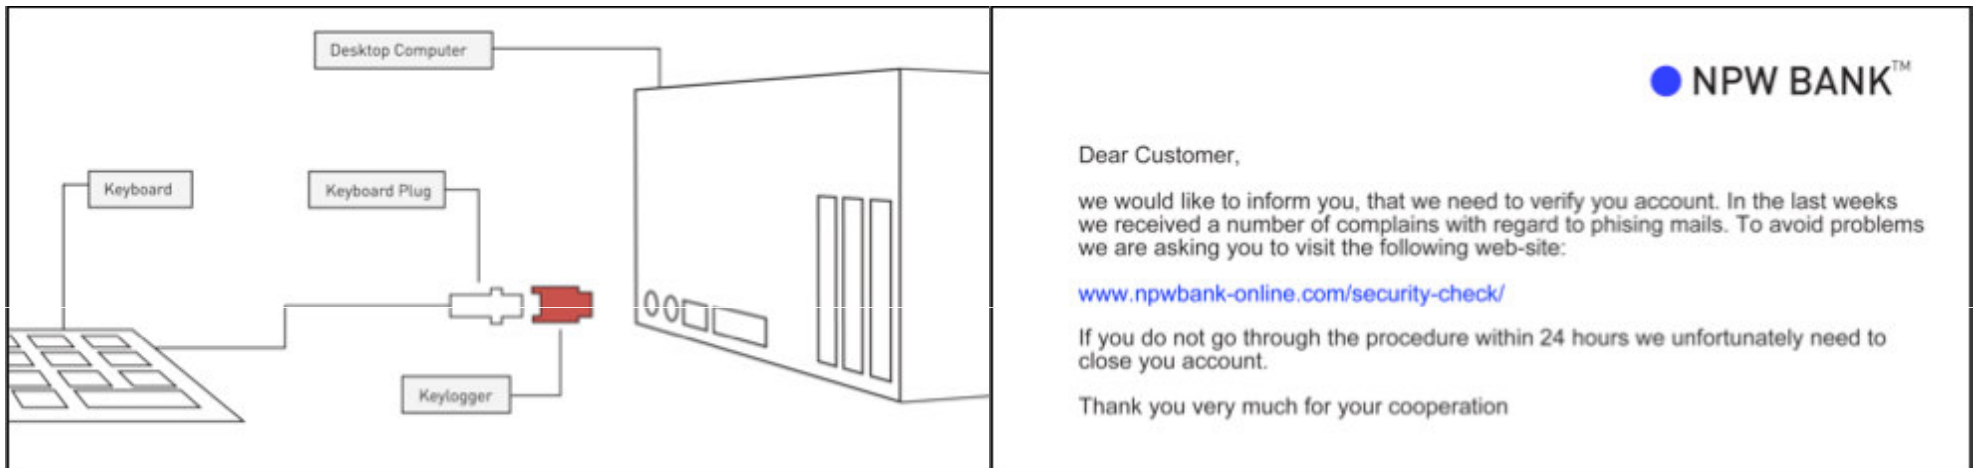 Desktop Computer
Keyboard
Keyboard Plug
Keylogger
NPW BANK™
Dear Customer,
we would like to inform you, that we need to verify you account. In the last weeks
we received a number of complains with regard to phising mails. To avoid problems
we are asking you to visit the following web-site:
www.npwbank-online.com/security-check/
If you do not go through the procedure within 24 hours we unfortunately need to
close you account.
Thank you very much for your cooperation